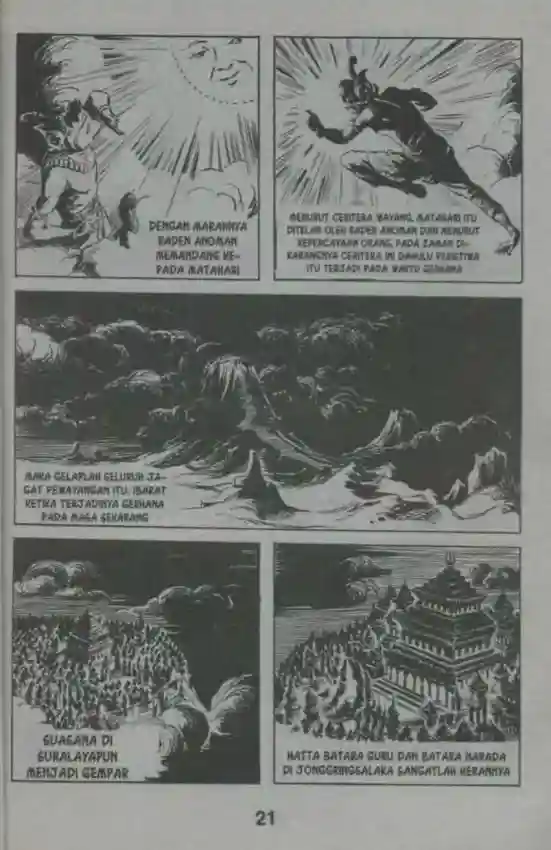 DENGAN MARAHNYA
RADEN ANOMAN
MEMANDANG KE-
PADA MATAHARI
MENURUT CERITERA WAYANG, MATAHARI ITU
DITELAN OLEH RADEN ANOMAN DAN MENURUT
KEPERCAYAAN ORANG, PADA ZAMAN DI-
KARANGNYA CERITERA INI DAHULU PERISTIWA
ITU TERJADI PADA WAKTU GERHANA
MAKA GELAPLAH SELURUH JA-
GAT PEWAYANGAN ITU, IBARAT
KETIKA TERJADINYA GERHANA
PADA MASA SEKARANG
SUASANA DI
SURALAYAPUN
MENJADI GEMPAR
HATTA BATARA GURU DAN BATARA NARADA
DI JONGGRINGSALAKA SANGATLAH HERANNYA
21